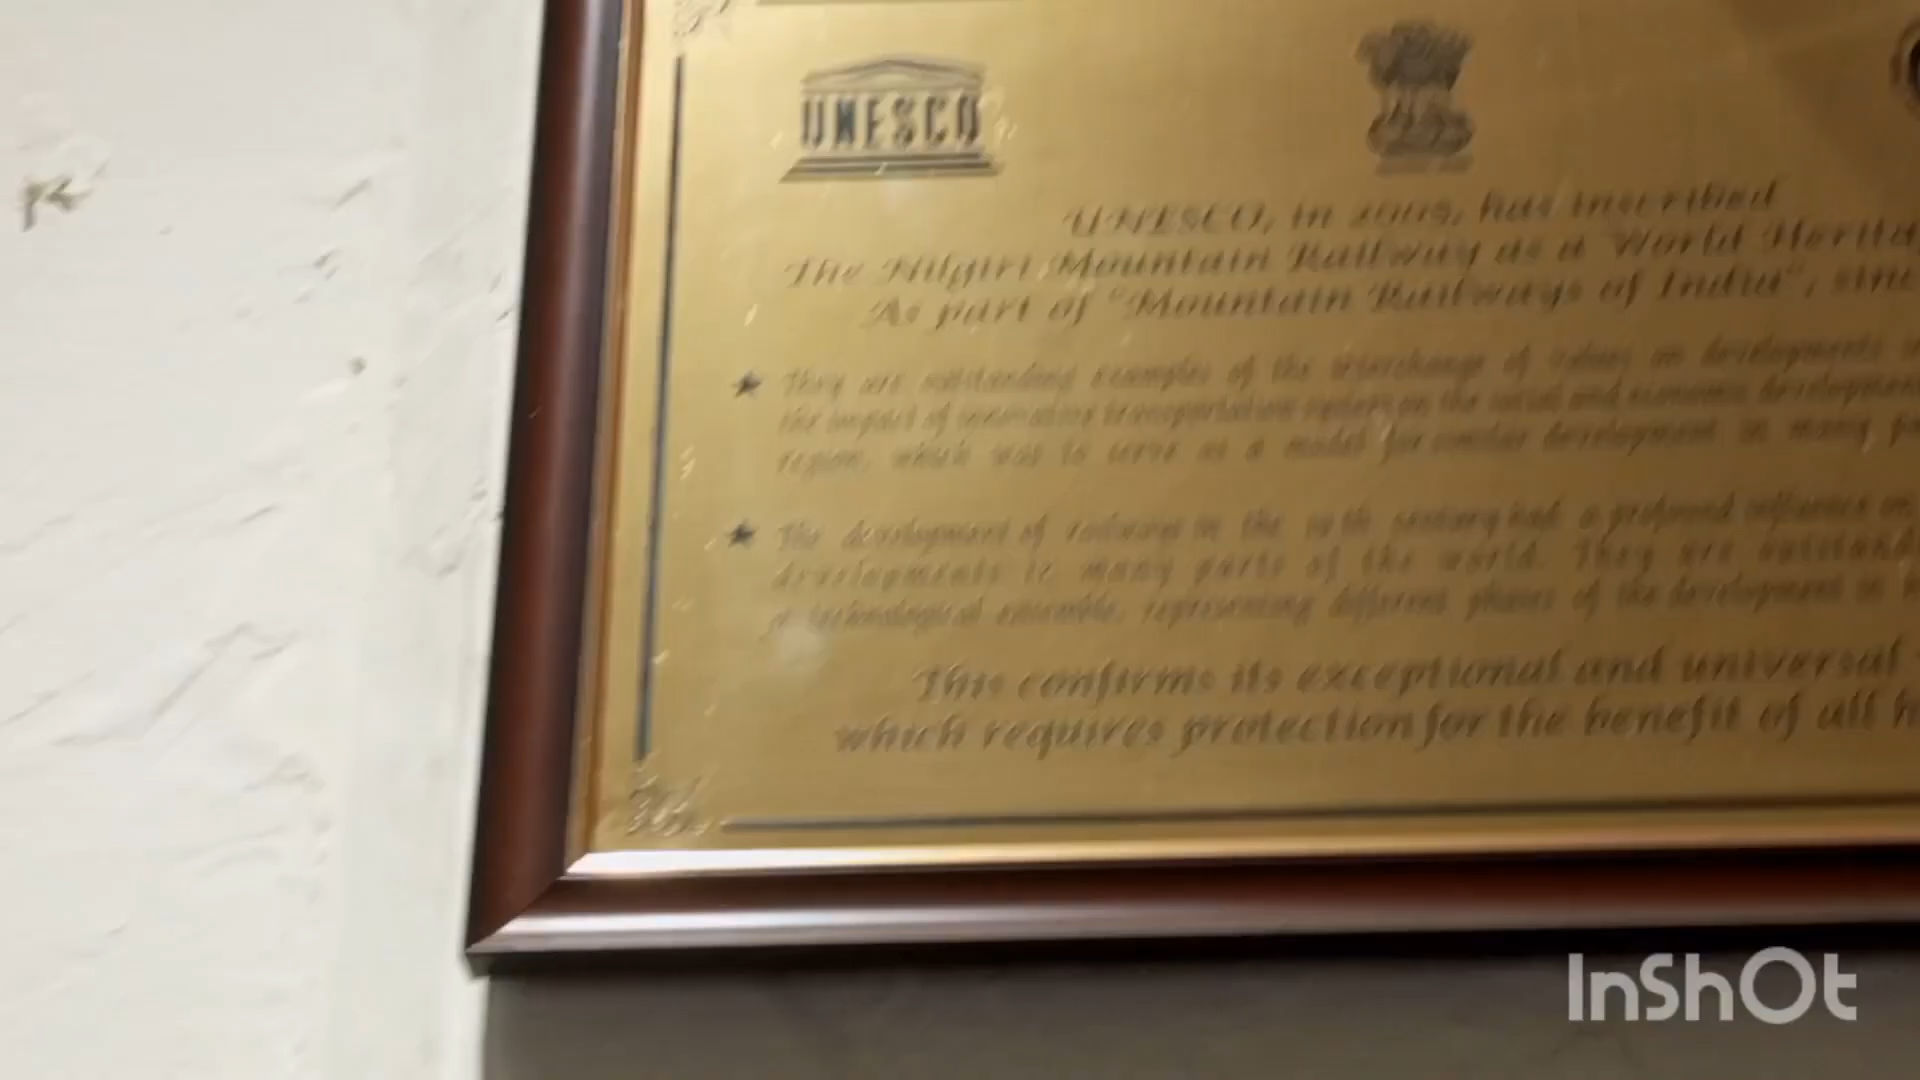 UNESCO
UNESCO, in 2005, has inscribed
The Nilgiri Mountain Railway as a World
As part of "Mountain Railways of India",
They are outstanding examples of the interchange of values on developments
the impact of innovative transportation system on the social and economic
region, which was to serve as a model for similar development in many
The development of railways in the 19th century had a profound influence on
developments in many parts of the world. They are
technological ensemble, representing different phases of the development in
This confirms its exceptional and universal
which requires protection for the benefit of all
InShOt